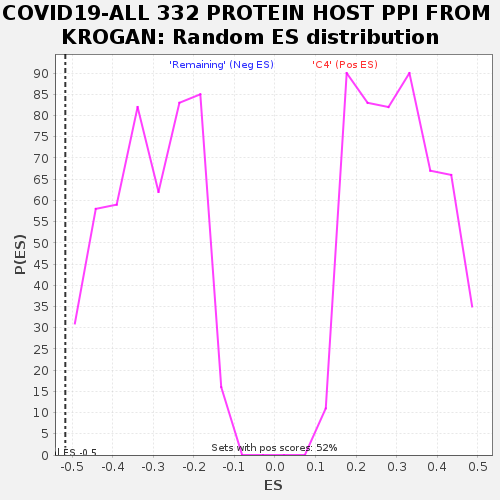 COVID19-ALL 332 PROTEIN HOST PPI FROM
KROGAN: Random ES distribution
'Remaining' (Neg ES)
'C4' (Pos ES)
90
85
80
75
70
65
60
55
50
45
40
35
30
25
20
15
10
5
0
P(ES)
Sets with pos scores: 52%
-0.5 -0.4 -0.3 -0.2 -0.1 0.0 0.1 0.2 0.3 0.4 0.5
ES